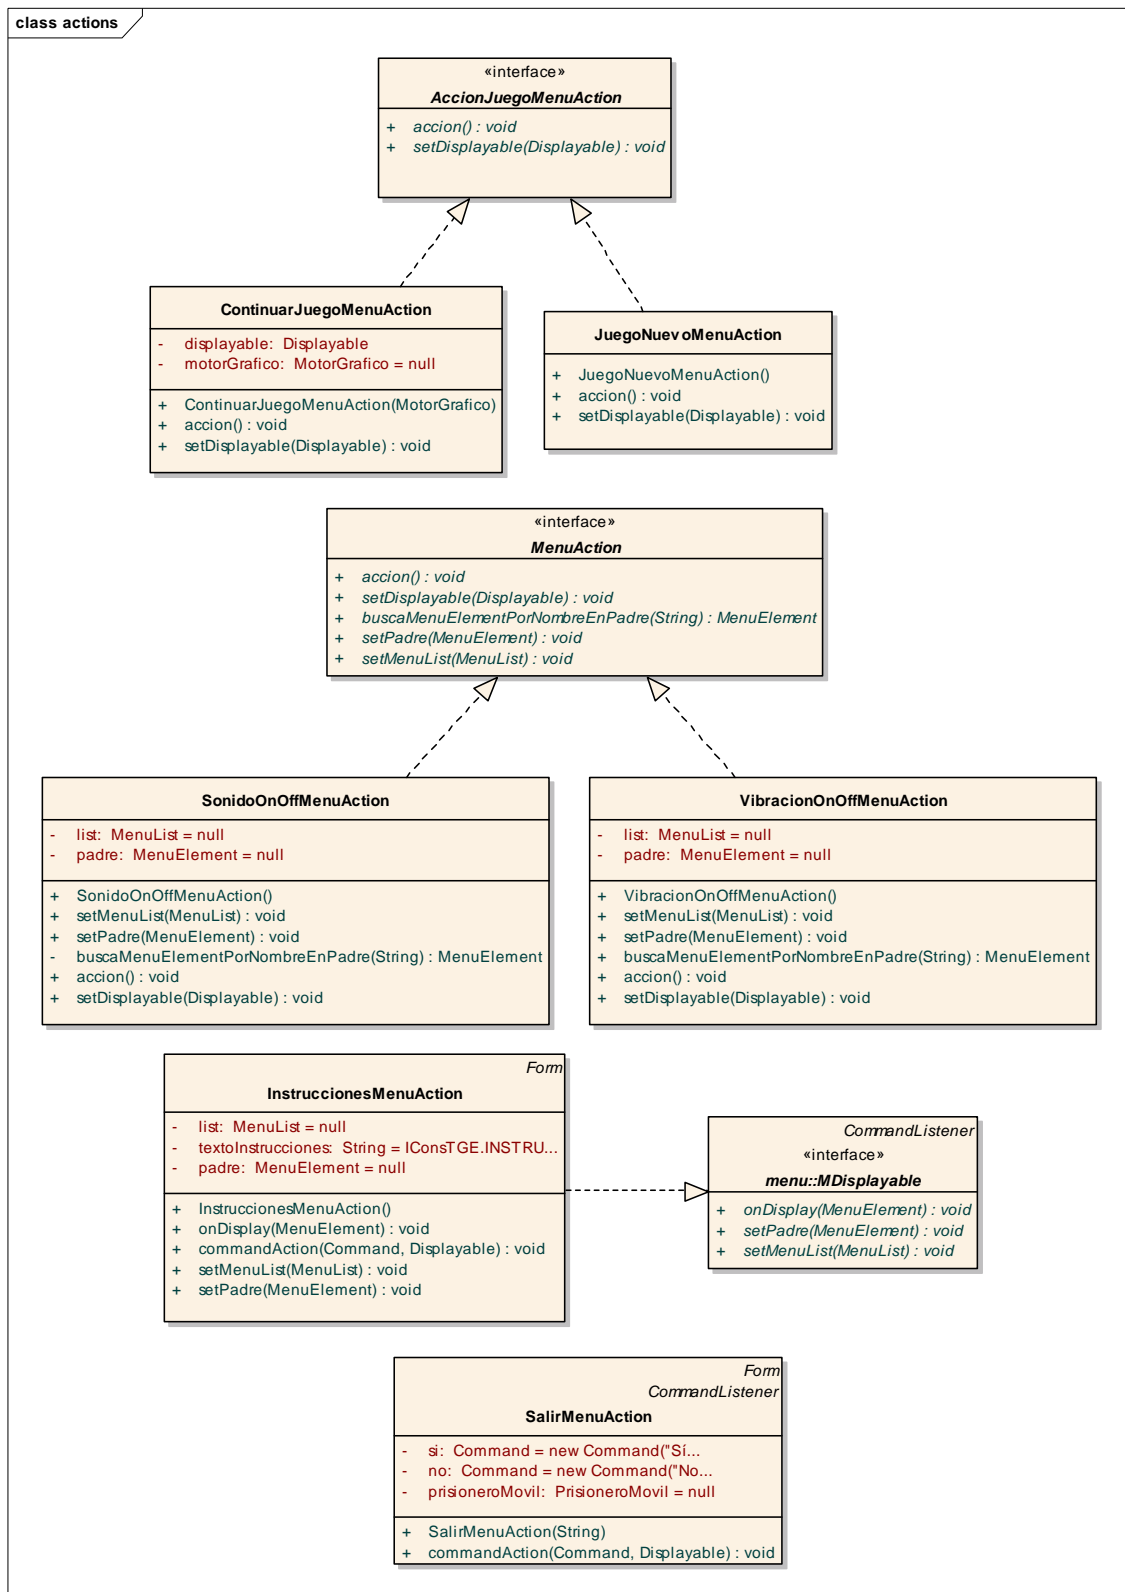 class actions
«interface»
AccionJuegoMenuAction
+ accion() : void
+ setDisplayable(Displayable) : void
ContinuarJuegoMenuAction
- displayable: Displayable
- motorGrafico: MotorGrafico = null
+ ContinuarJuegoMenuAction(MotorGrafico)
+ accion() : void
+ setDisplayable(Displayable) : void
JuegoNuevoMenuAction
+ JuegoNuevoMenuAction()
+ accion() : void
+ setDisplayable(Displayable) : void
«interface»
MenuAction
+ accion() : void
+ setDisplayable(Displayable) : void
+ buscaMenuElementPorNombreEnPadre(String) : MenuElement
+ setPadre(MenuElement) : void
+ setMenuList(MenuList) : void
SonidoOnOffMenuAction
- list: MenuList = null
- padre: MenuElement = null
+ SonidoOnOffMenuAction()
+ setMenuList(MenuList) : void
+ setPadre(MenuElement) : void
- buscaMenuElementPorNombreEnPadre(String) : MenuElement
+ accion() : void
+ setDisplayable(Displayable) : void
VibracionOnOffMenuAction
- list: MenuList = null
- padre: MenuElement = null
+ VibracionOnOffMenuAction()
+ setMenuList(MenuList) : void
+ setPadre(MenuElement) : void
+ buscaMenuElementPorNombreEnPadre(String) : MenuElement
+ accion() : void
+ setDisplayable(Displayable) : void
Form
InstruccionesMenuAction
- list: MenuList = null
- textoInstrucciones: String = IConsTGE.INSTRU...
- padre: MenuElement = null
+ InstruccionesMenuAction()
+ onDisplay(MenuElement) : void
+ commandAction(Command, Displayable) : void
+ setMenuList(MenuList) : void
+ setPadre(MenuElement) : void
CommandListener
«interface»
menu::MDisplayable
+ onDisplay(MenuElement) : void
+ setPadre(MenuElement) : void
+ setMenuList(MenuList) : void
Form
CommandListener
SalirMenuAction
- si: Command = new Command("Sí...
- no: Command = new Command("No...
- prisioneroMovil: PrisioneroMovil = null
+ SalirMenuAction(String)
+ commandAction(Command, Displayable) : void